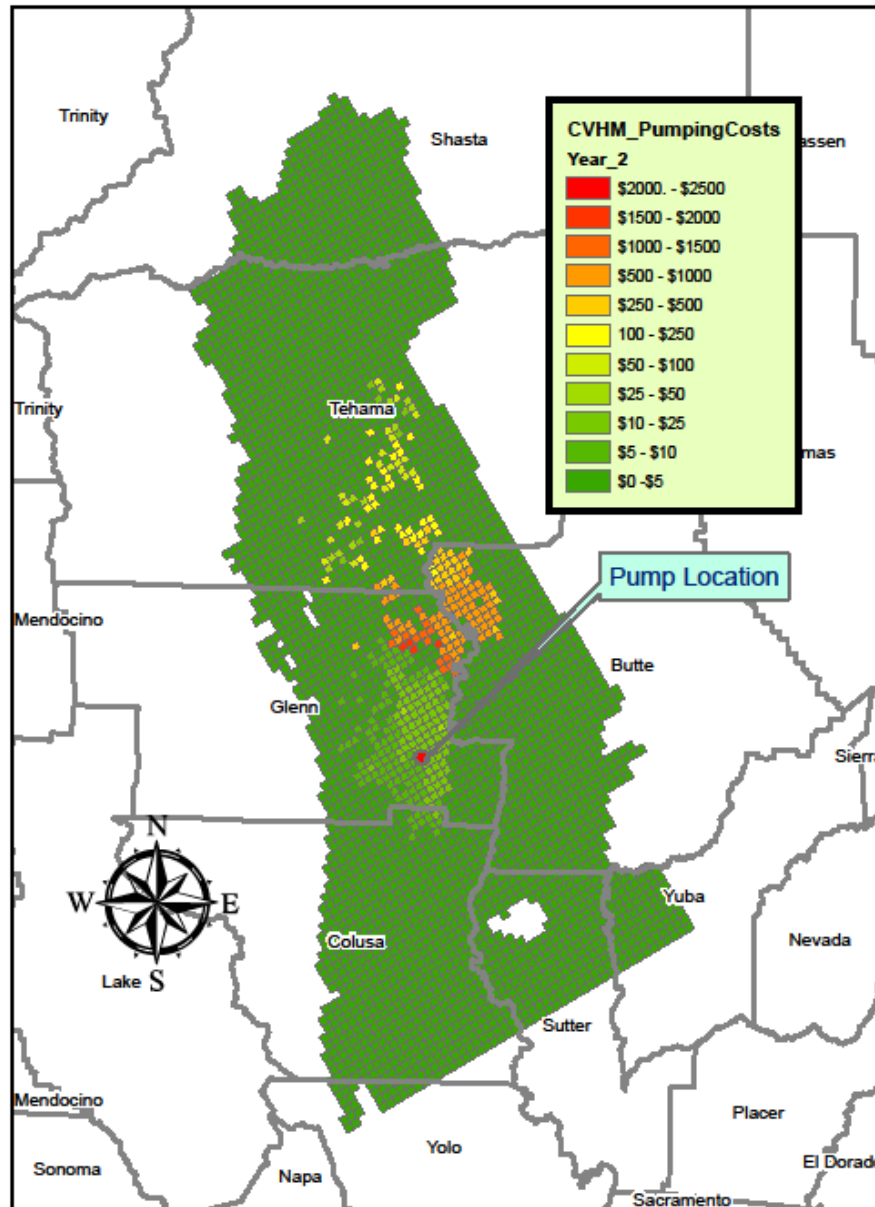 Trinity
Shasta
assen
CVHM_PumpingCosts
Year_2
$2000. - $2500
$1500 - $2000
$1000 - $1500
$500 - $1000
$250 - $500
100 - $250
$50 - $100
$25 - $50
$10 - $25
$5 - $10
$0 -$5
Trinity
Tehama
mas
Pump Location
Mendocino
Butte
Glenn
Sierra
N
W
E
S
Yuba
Nevada
Colusa
Lake
Sutter
Mendocino
Placer
Yolo
El Dorado
Sonoma
Napa
Sacramento